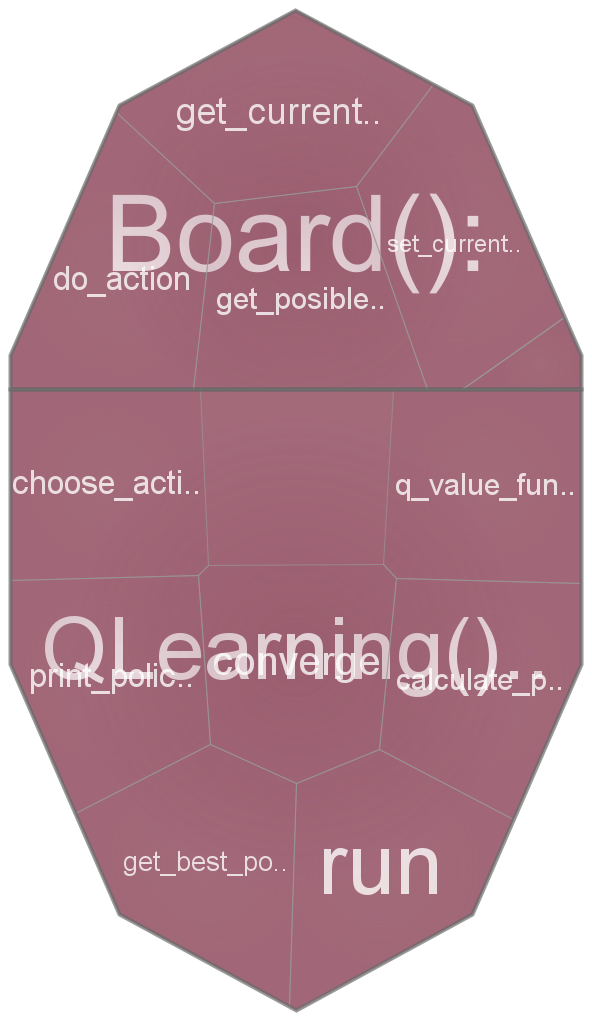 get_current..
Board():
set_current..
do_action
get_posible..
choose_acti..
q_value_fun..
QLearning()..
converge
print_polic..
calculate_p..
get_best_po..
run